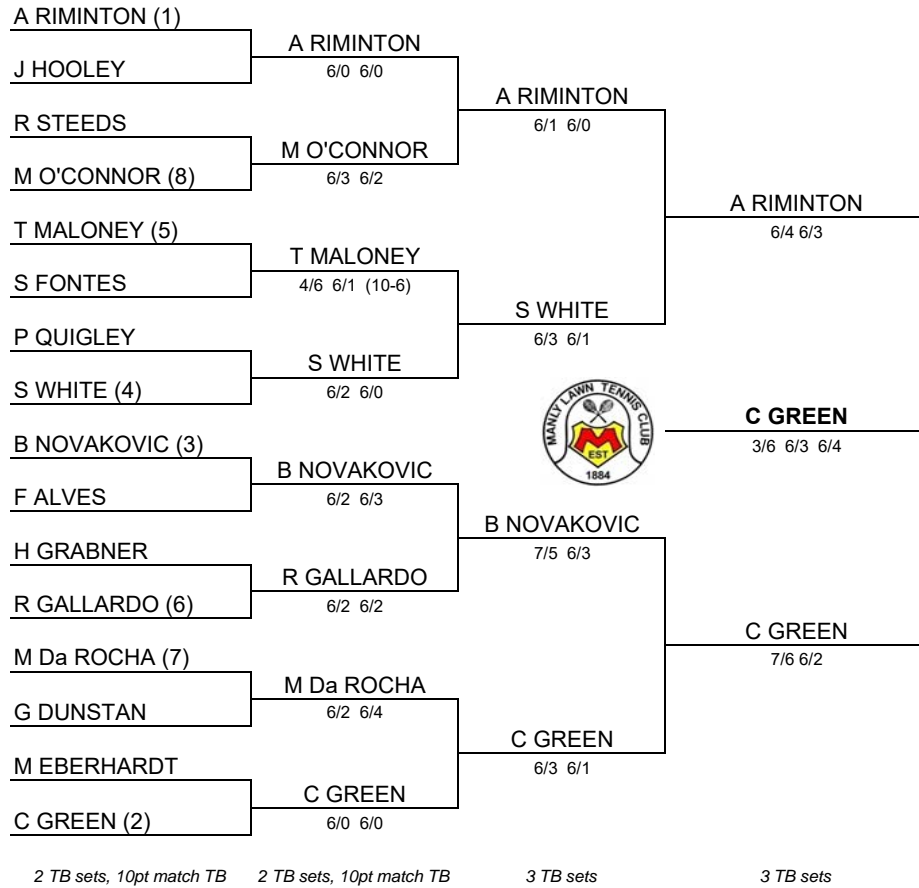 A RIMINTON (1)
J HOOLEY
R STEEDS
M O'CONNOR (8)
T MALONEY (5)
S FONTES
P QUIGLEY
S WHITE (4)
B NOVAKOVIC (3)
F ALVES
H GRABNER
R GALLARDO (6)
M Da ROCHA (7)
G DUNSTAN
M EBERHARDT
C GREEN (2)
2 TB sets, 10pt match TB
A RIMINTON
6/0 6/0
M O'CONNOR
6/3 6/2
T MALONEY
4/6 6/1 (10-6)
S WHITE
6/2 6/0
B NOVAKOVIC
6/2 6/3
R GALLARDO
6/2 6/2
M Da ROCHA
6/2 6/4
C GREEN
6/0 6/0
2 TB sets, 10pt match TB
A RIMINTON
6/1 6/0
S WHITE
6/3 6/1
MANLY LAWN TENNIS CLUB
M
EST
1884
B NOVAKOVIC
7/5 6/3
C GREEN
6/3 6/1
3 TB sets
A RIMINTON
6/4 6/3
C GREEN
3/6 6/3 6/4
C GREEN
7/6 6/2
3 TB sets